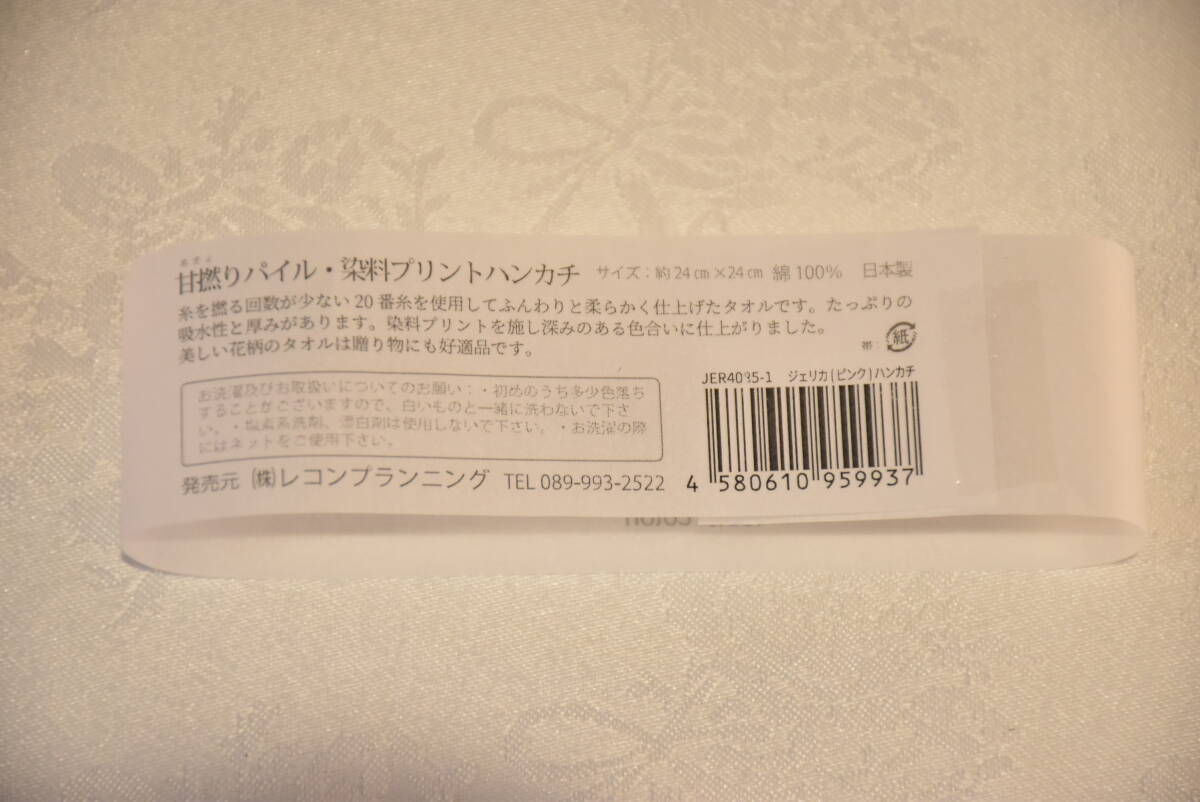 あまよ
甘撚りパイル・染料プリントハンカチ サイズ：約24㎝×24㎝ 綿100% 日本製
糸を撚る回数が少ない20番糸を使用してふんわりと柔らかく仕上げたタオルです。たっぷりの
吸水性と厚みがあります。染料プリントを施し深みのある色合いに仕上がりました。
美しい花柄のタオルは贈り物にも好適品です。
帯：紙
お洗濯及びお取扱いについてのお願い：・初めのうち多少色落ち
することがございますので、白いものと一緒に洗わないで下さ
い。・塩素系洗剤、漂白剤は使用しないで下さい。・お洗濯の際
にはネットをご使用下さい。
JER4085-1 ジェリカ(ピンク)ハンカチ
4 580610 959937
発売元 ㈱レコンプランニング TEL 089-993-2522